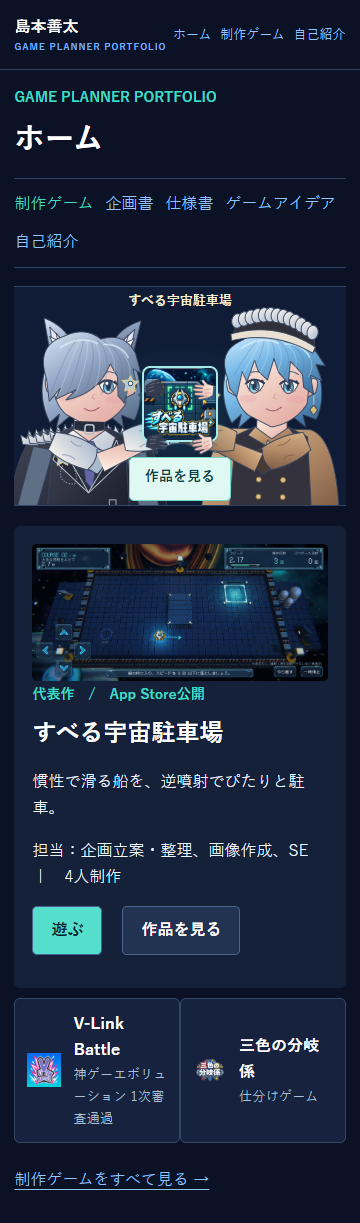 島本善太
GAME PLANNER PORTFOLIO
ホーム 制作ゲーム 自己紹介
GAME PLANNER PORTFOLIO
ホーム
制作ゲーム 企画書 仕様書 ゲームアイデア
自己紹介
すべる宇宙駐車場
すべる
宇宙駐車場
作品を見る
代表作 / App Store公開
すべる宇宙駐車場
慣性で滑る船を、逆噴射でぴたりと駐
車。
担当：企画立案・整理、画像作成、SE
| 4人制作
遊ぶ
作品を見る
V-Link
Battle
神ゲーエボリュ
ーション 1次審
査通過
三色の
分岐係
三色の分岐
係
仕分けゲーム
制作ゲームをすべて見る →